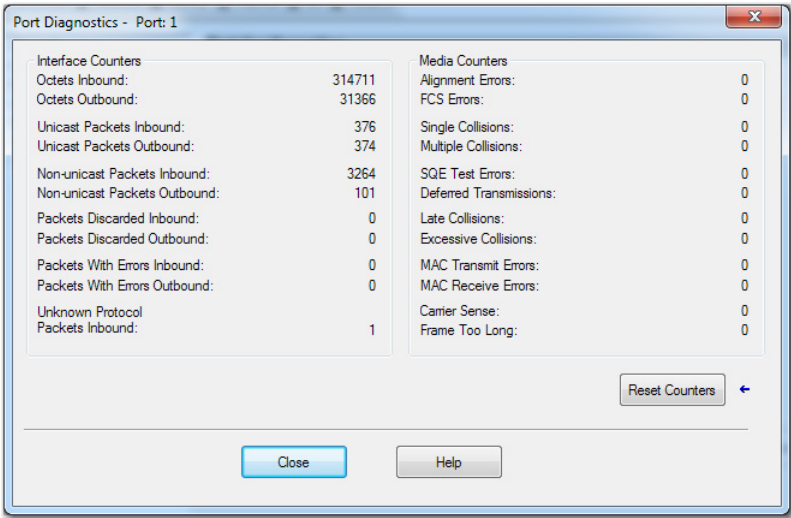 Port Diagnostics - Port: 1
Interface Counters
Octets Inbound: 314711
Octets Outbound: 31366
Unicast Packets Inbound: 376
Unicast Packets Outbound: 374
Non-unicast Packets Inbound: 3264
Non-unicast Packets Outbound: 101
Packets Discarded Inbound: 0
Packets Discarded Outbound: 0
Packets With Errors Inbound: 0
Packets With Errors Outbound: 0
Unknown Protocol
Packets Inbound: 1
Media Counters
Alignment Errors: 0
FCS Errors: 0
Single Collisions: 0
Multiple Collisions: 0
SQE Test Errors: 0
Deferred Transmissions: 0
Late Collisions: 0
Excessive Collisions: 0
MAC Transmit Errors: 0
MAC Receive Errors: 0
Carrier Sense: 0
Frame Too Long: 0
Reset Counters
Close
Help